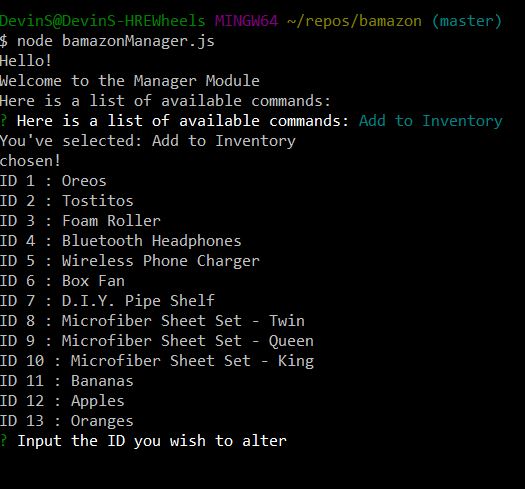 DevinS@DevinS-HREWheels MINGW64 ~/repos/bamazon (master)
$ node bamazonManager.js
Hello!
Welcome to the Manager Module
Here is a list of available commands:
? Here is a list of available commands: Add to Inventory
You've selected: Add to Inventory
chosen!
ID 1 : Oreos
ID 2 : Tostitos
ID 3 : Foam Roller
ID 4 : Bluetooth Headphones
ID 5 : Wireless Phone Charger
ID 6 : Box Fan
ID 7 : D.I.Y. Pipe Shelf
ID 8 : Microfiber Sheet Set - Twin
ID 9 : Microfiber Sheet Set - Queen
ID 10 : Microfiber Sheet Set - King
ID 11 : Bananas
ID 12 : Apples
ID 13 : Oranges
? Input the ID you wish to alter